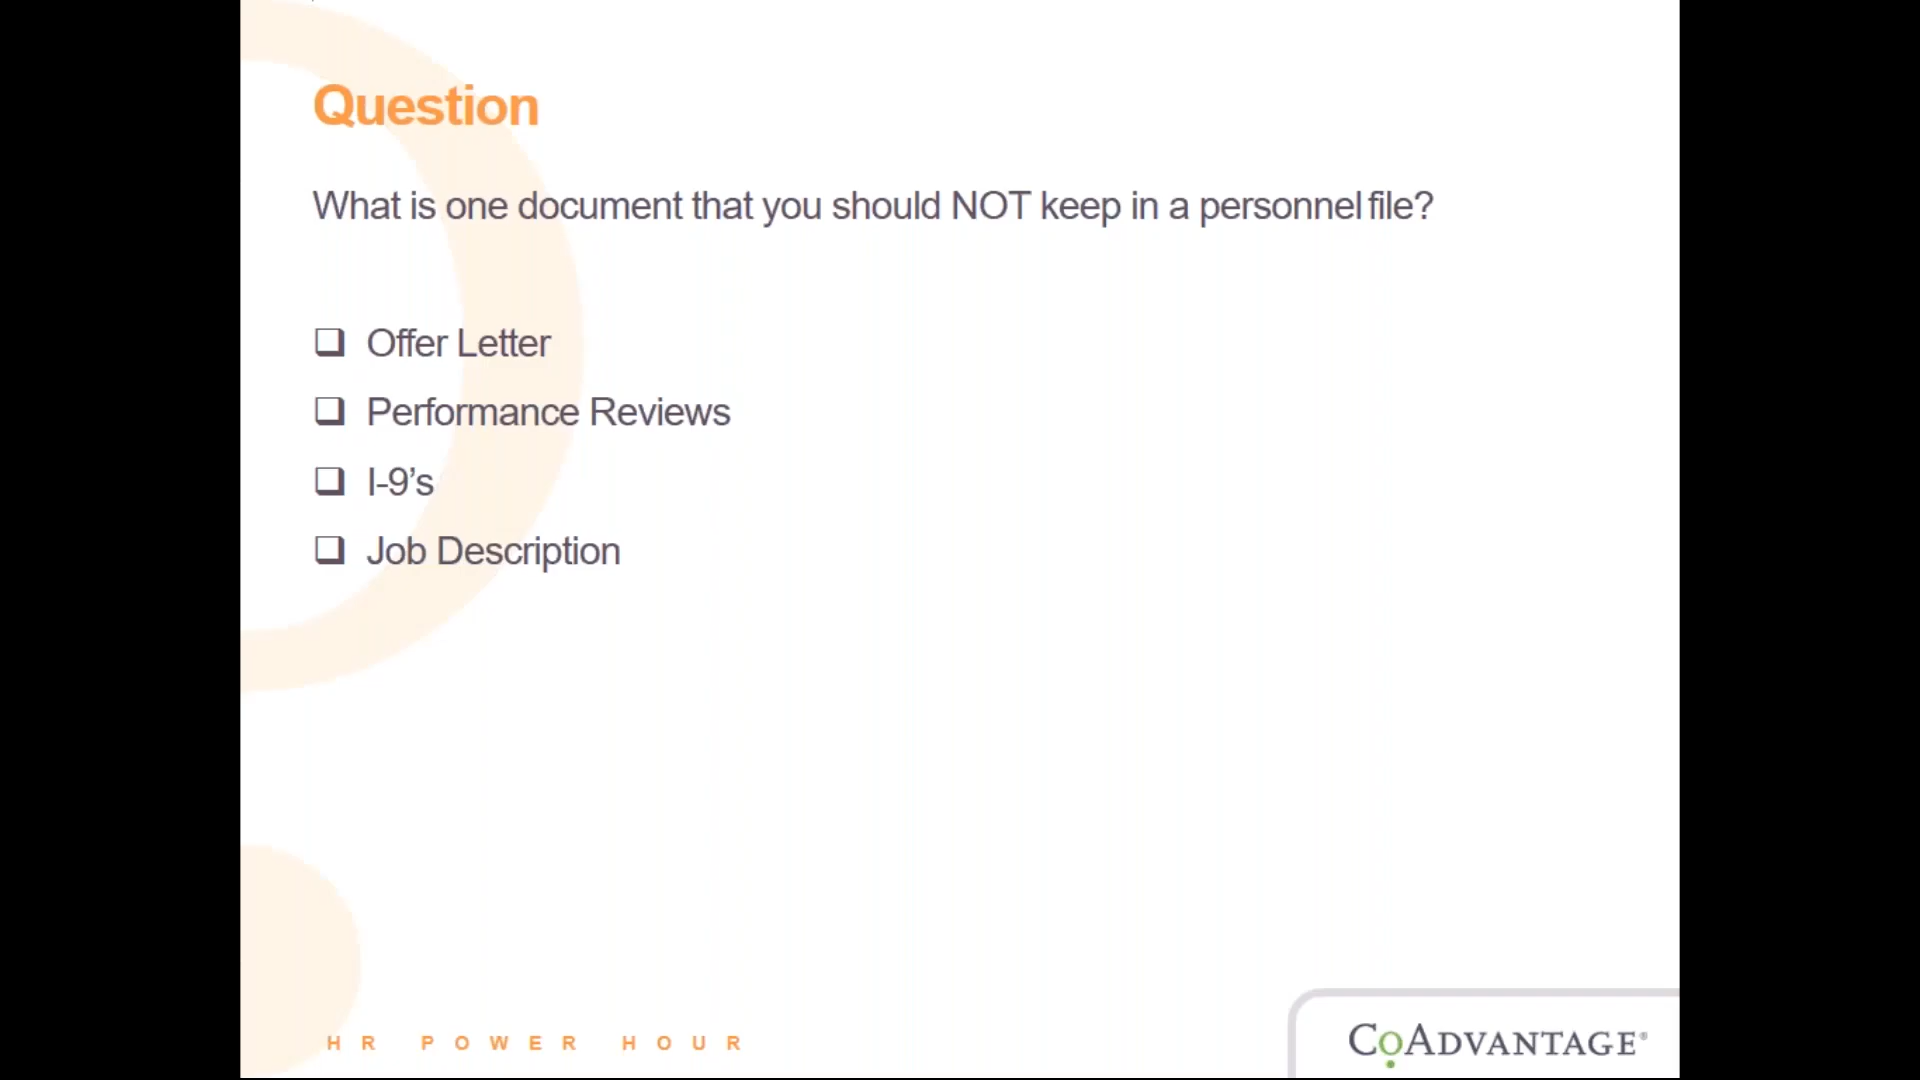 Question
What is one document that you should NOT keep in a personnel file?
❑ Offer Letter
❑ Performance Reviews
❑ I-9’s
❑ Job Description
HR POWER HOUR
COADVANTAGE®